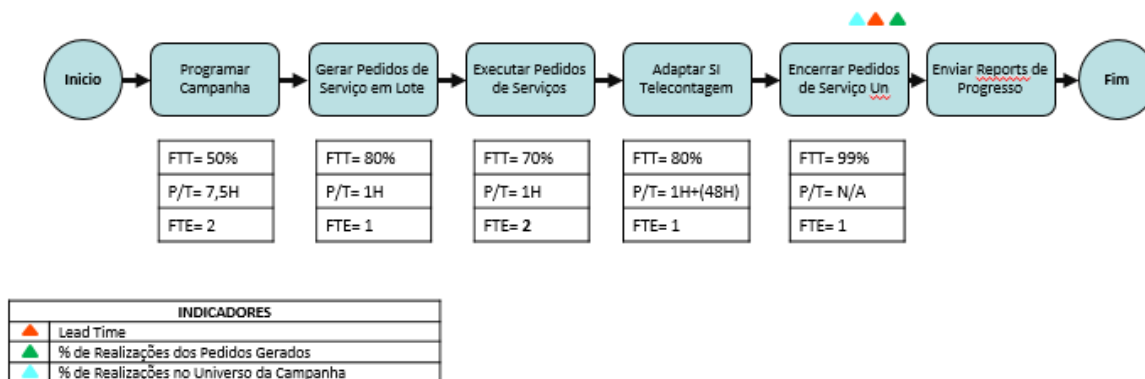 Inicio
Programar
Campanha
Gerar Pedidos de
Serviço em Lote
Executar Pedidos
de Serviços
Adaptar SI
Telecontagem
Encerrar Pedidos
de Serviço Un
Enviar Reports de
Progresso
Fim
FTT= 50%
P/T= 7,5H
FTE= 2
FTT= 80%
P/T= 1H
FTE= 1
FTT= 70%
P/T= 1H
FTE= 2
FTT= 80%
P/T= 1H+(48H)
FTE= 1
FTT= 99%
P/T= N/A
FTE= 1
INDICADORES
Lead Time
% de Realizações dos Pedidos Gerados
% de Realizações no Universo da Campanha